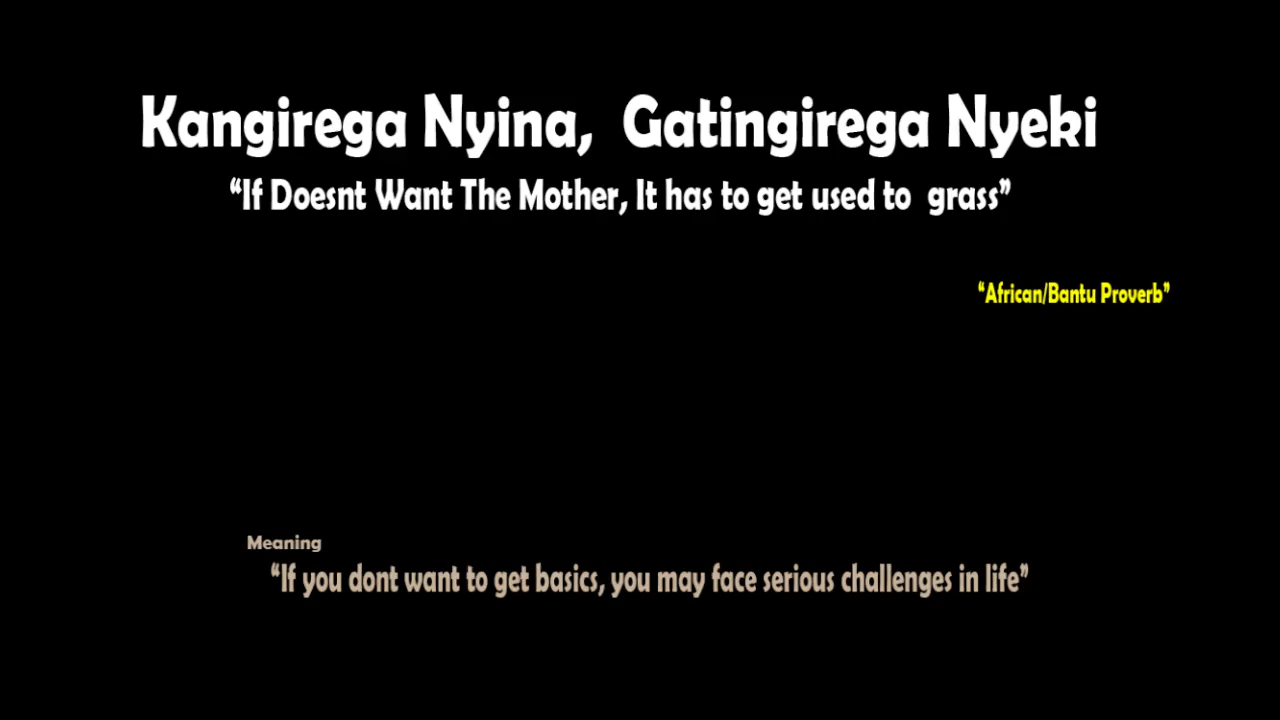 Kangirega Nyina, Gatingirega Nyeki
“If Doesnt Want The Mother, It has to get used to grass”
“African/Bantu Proverb”
Meaning
“If you dont want to get basics, you may face serious challenges in life”